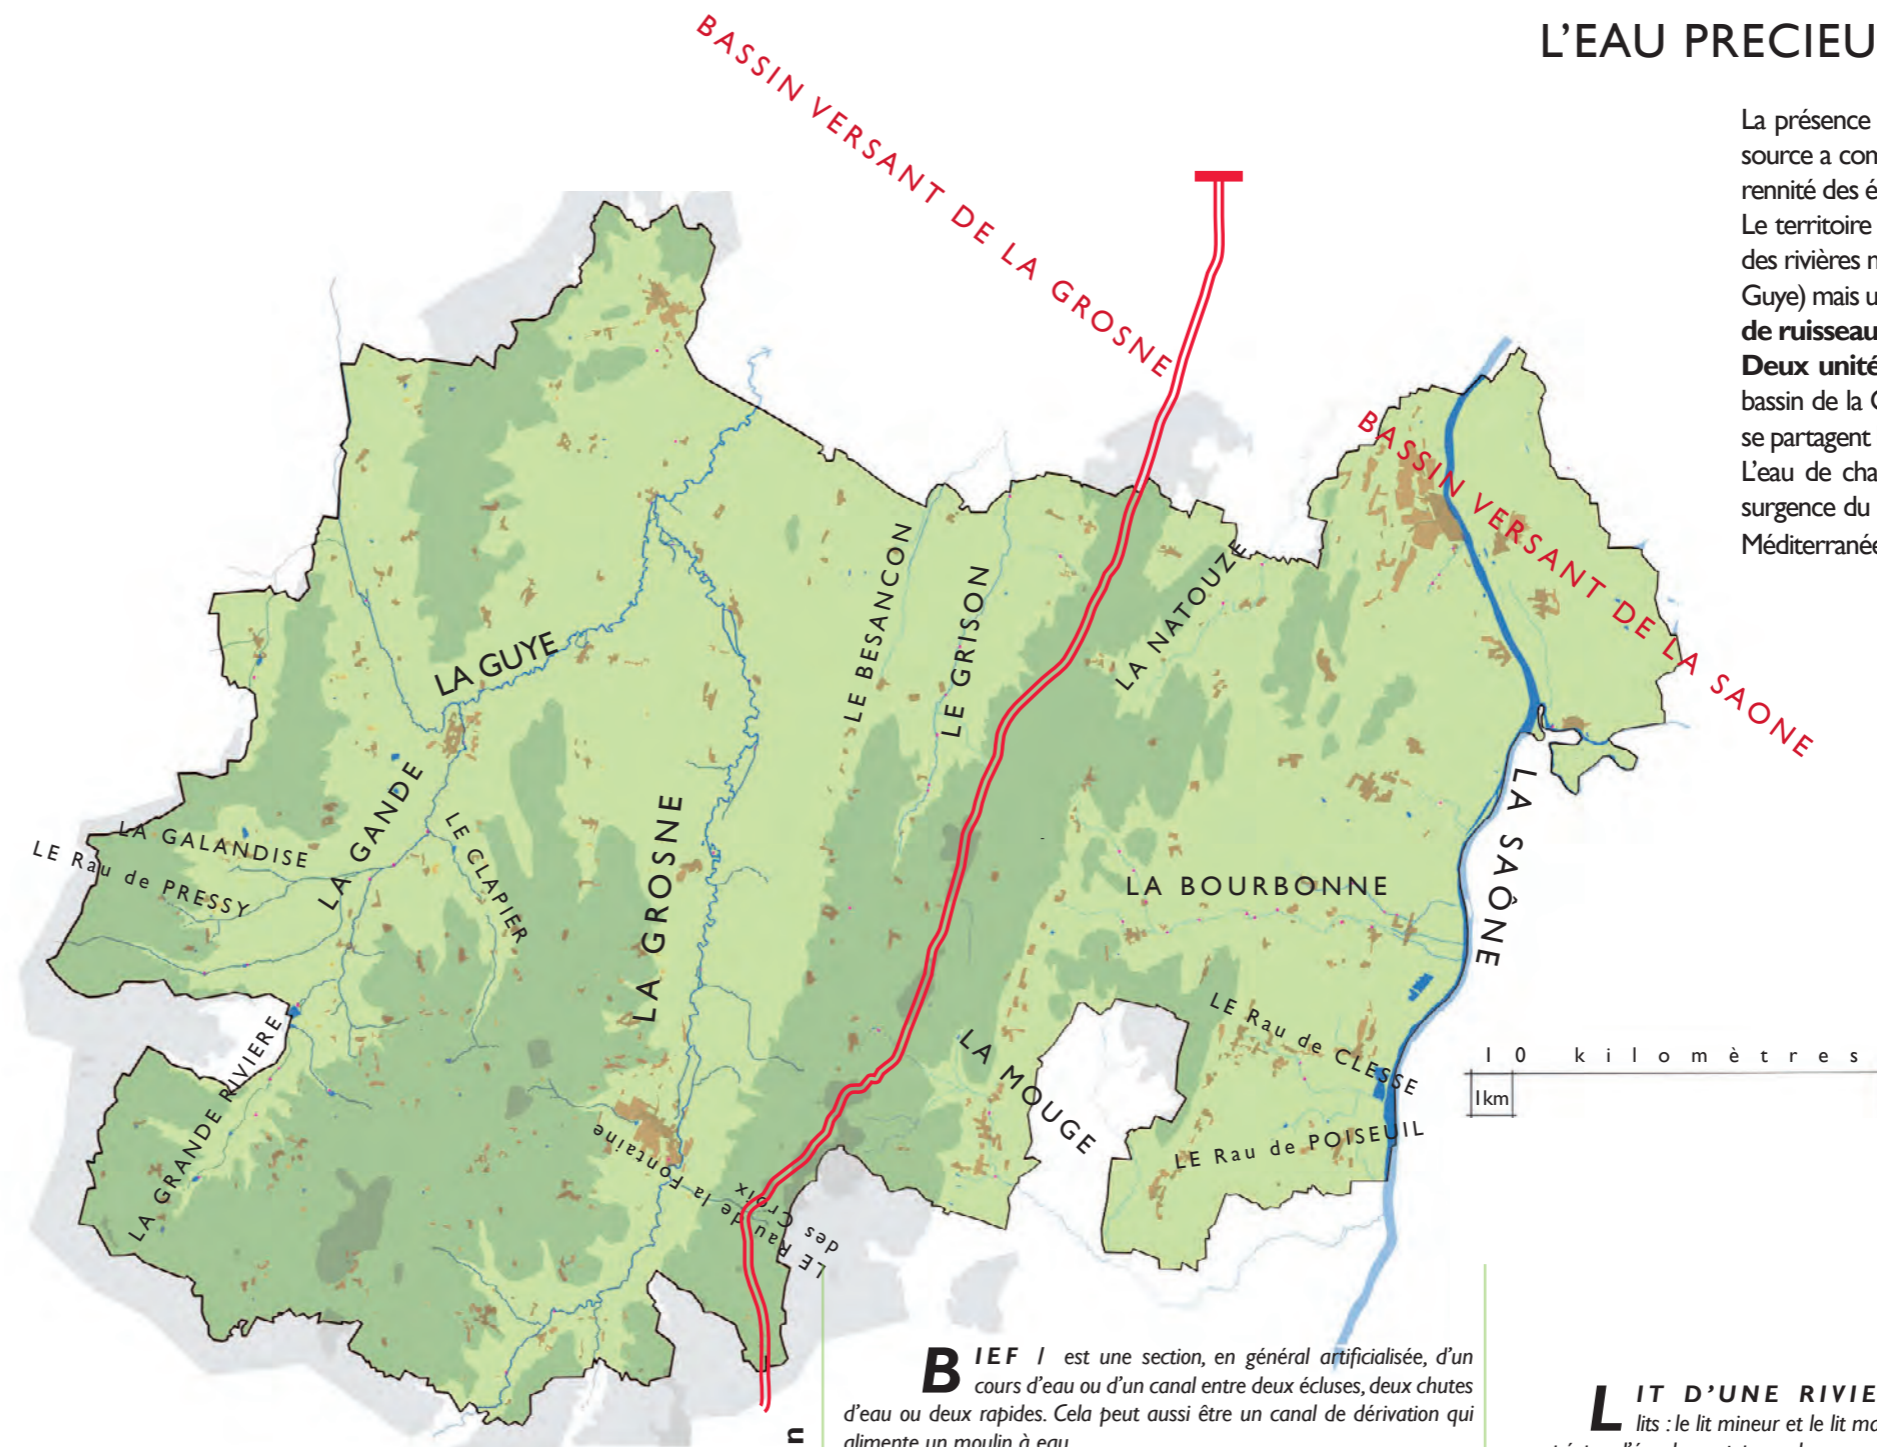 L'EAU PRECIEU
La présence
source a con
rennité des é
Le territoire
des rivières n
Guye) mais u
de ruisseau
Deux unité
bassin de la G
se partagent
L'eau de cha
surgence du
Méditerranée
BASSIN VERSANT DE LA GROSNE
BASSIN VERSANT DE LA SAONE
LA GUYE
LE BESANCON
LE GRISON
LA NATOUZE
LA GANDE
LA GALANDISE
LE Rau de PRESSY
LE CLAPIER
LA GROSNE
LA BOURBONNE
LA SAÔNE
LE Rau de CLESSE
LA MOUGE
LE Rau de POISEUIL
LA GRANDE RIVIERE
LE Rau de la Fontaine
des Croix
10 kilomètres
1km
BIEF / est une section, en général artificialisée, d'un
cours d'eau ou d'un canal entre deux écluses, deux chutes
d'eau ou deux rapides. Cela peut aussi être un canal de dérivation qui
alimente un moulin à eau.
LIT D'UNE RIVIE
lits : le lit mineur et le lit ma